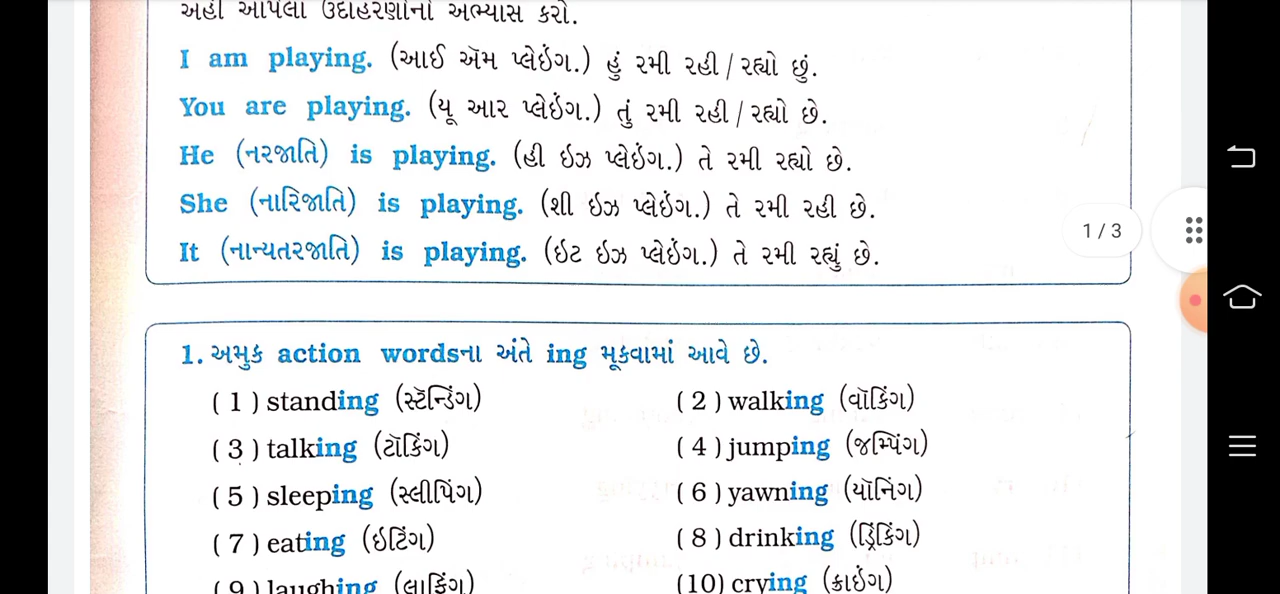 અહીં આપેલાં ઉદાહરણોનો અભ્યાસ કરો.
I am playing. (આઈ ઍમ પ્લેઇંગ.) હું રમી રહી / રહ્યો છું.
You are playing. (યૂ આર પ્લેઇંગ.) તું રમી રહી / રહ્યો છે.
He (નરજાતિ) is playing. (હી ઇઝ પ્લેઇંગ.) તે રમી રહ્યો છે.
She (નારિજાતિ) is playing. (શી ઇઝ પ્લેઇંગ.) તે રમી રહી છે.
It (નાન્યતરજાતિ) is playing. (ઇટ ઇઝ પ્લેઇંગ.) તે રમી રહ્યું છે.
1 / 3
1. અમુક action wordsના અંતે ing મૂકવામાં આવે છે.
( 1 ) standing (સ્ટૅન્ડિંગ) ( 2 ) walking (વૉકિંગ)
( 3 ) talking (ટૉકિંગ) ( 4 ) jumping (જમ્પિંગ)
( 5 ) sleeping (સ્લીપિંગ) ( 6 ) yawning (યૉનિંગ)
( 7 ) eating (ઇટિંગ) ( 8 ) drinking (ડ્રિંકિંગ)
( 9 ) laughing (લાફિંગ) (10) crying (ક્રાઇંગ)